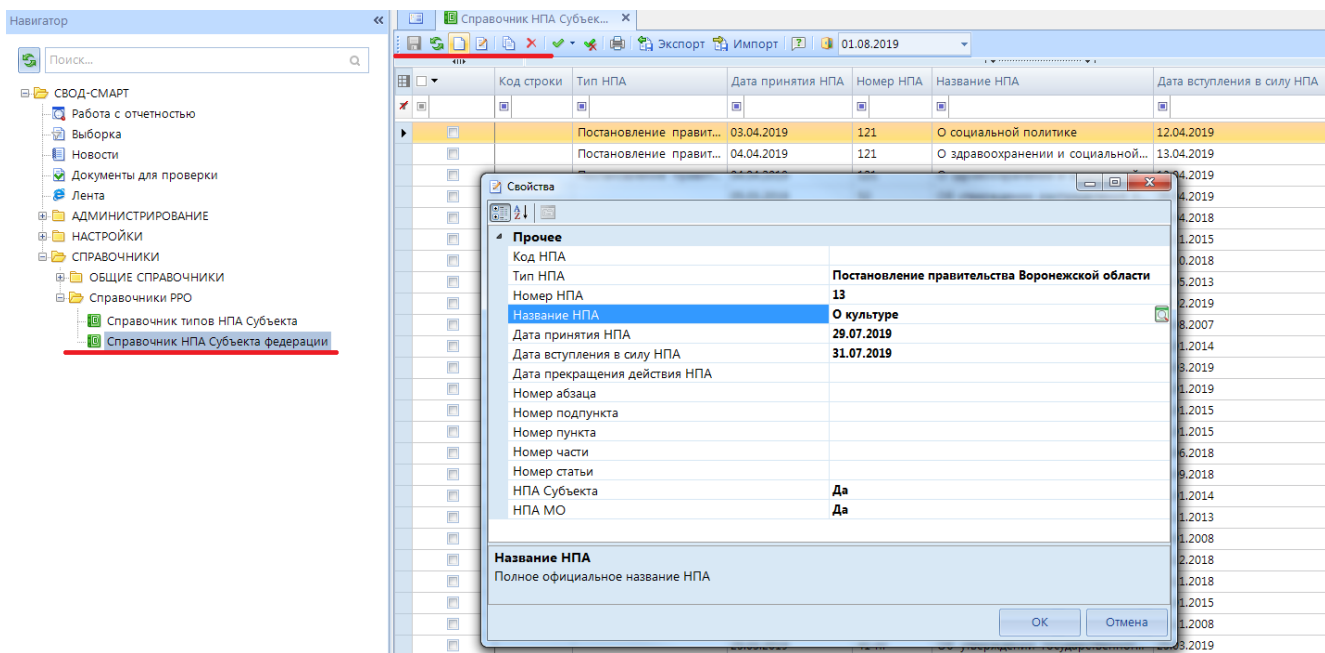 Навигатор «
Справочник НПА Субъек... ×
Экспорт Импорт 01.08.2019
Поиск...
СВОД-СМАРТ
Работа с отчетностью
Выборка
Новости
Документы для проверки
Лента
АДМИНИСТРИРОВАНИЕ
НАСТРОЙКИ
СПРАВОЧНИКИ
ОБЩИЕ СПРАВОЧНИКИ
Справочники РРО
Справочник типов НПА Субъекта
Справочник НПА Субъекта федерации
Код строки Тип НПА Дата принятия НПА Номер НПА Название НПА Дата вступления в силу НПА
Постановление правит... 03.04.2019 121 О социальной политике 12.04.2019
Постановление правит... 04.04.2019 121 О здравоохранении и социальной... 13.04.2019
Свойства
Прочее
Код НПА
Тип НПА Постановление правительства Воронежской области
Номер НПА 13
Название НПА О культуре
Дата принятия НПА 29.07.2019
Дата вступления в силу НПА 31.07.2019
Дата прекращения действия НПА
Номер абзаца
Номер подпункта
Номер пункта
Номер части
Номер статьи
НПА Субъекта Да
НПА МО Да
Название НПА
Полное официальное название НПА
ОК Отмена